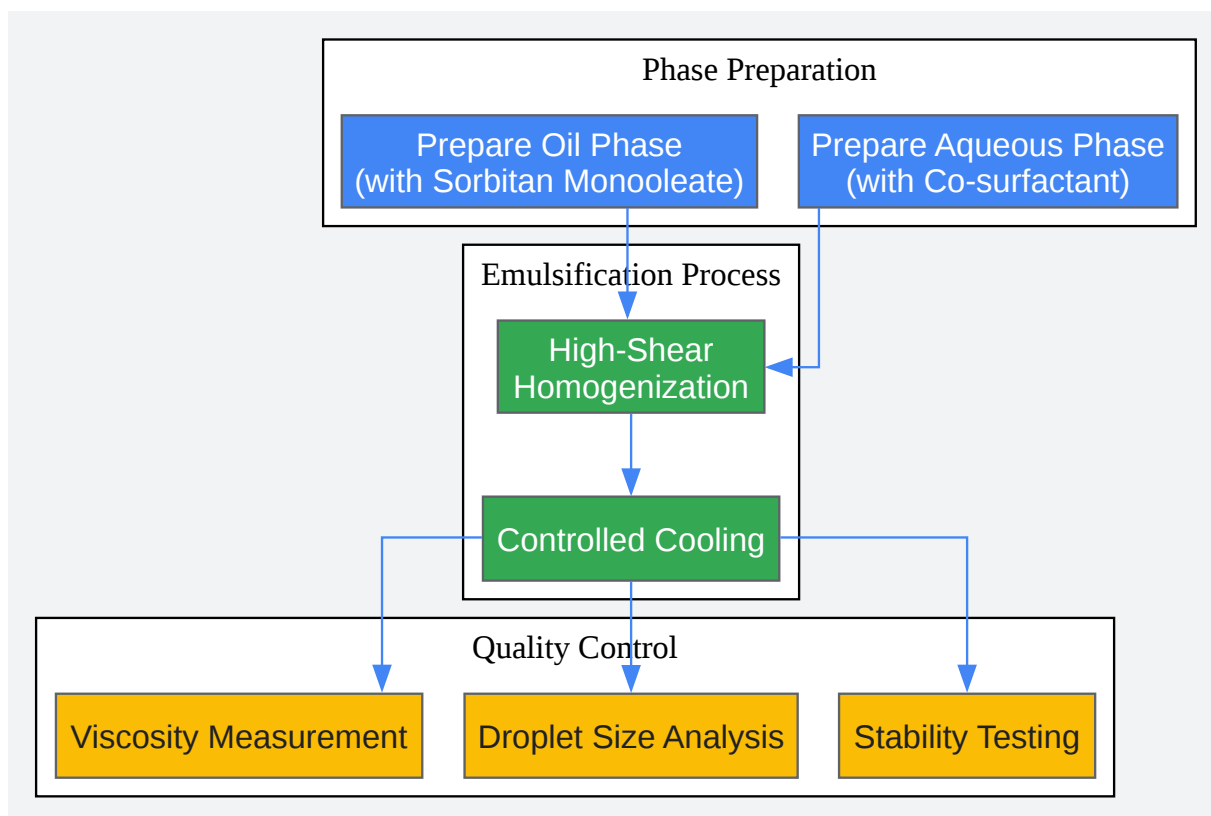 Phase Preparation
Prepare Oil Phase
(with Sorbitan Monooleate)
Prepare Aqueous Phase
(with Co-surfactant)
Emulsification Process
High-Shear
Homogenization
Controlled Cooling
Quality Control
Viscosity Measurement
Droplet Size Analysis
Stability Testing